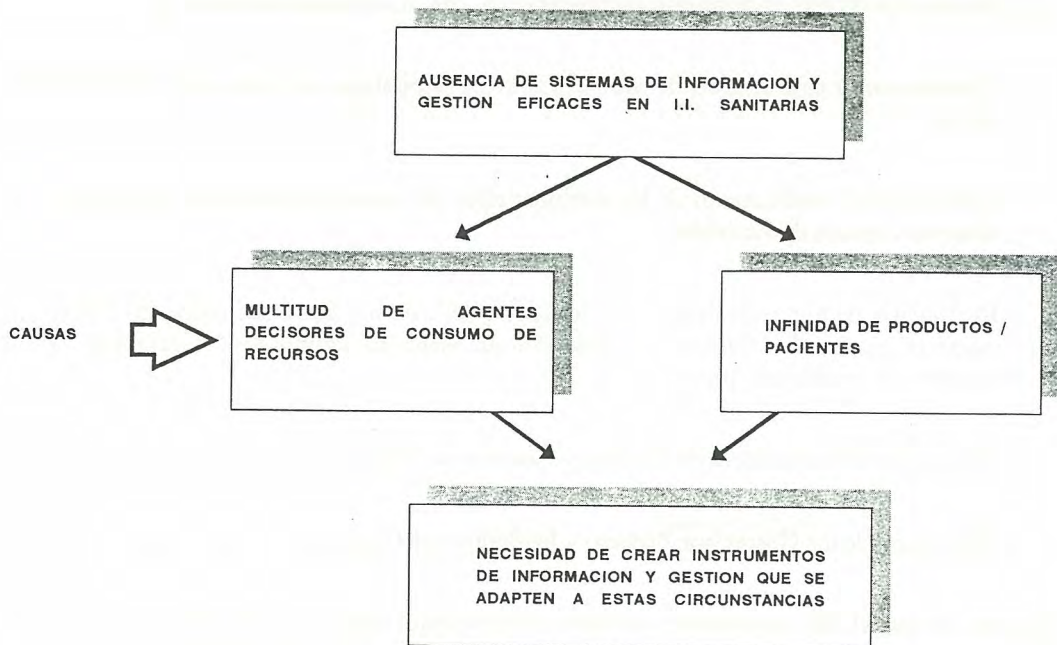 AUSENCIA DE SISTEMAS DE INFORMACION Y
GESTION EFICACES EN I.I. SANITARIAS
CAUSAS
MULTITUD DE AGENTES
DECISORES DE CONSUMO DE
RECURSOS
INFINIDAD DE PRODUCTOS /
PACIENTES
NECESIDAD DE CREAR INSTRUMENTOS
DE INFORMACION Y GESTION QUE SE
ADAPTEN A ESTAS CIRCUNSTANCIAS